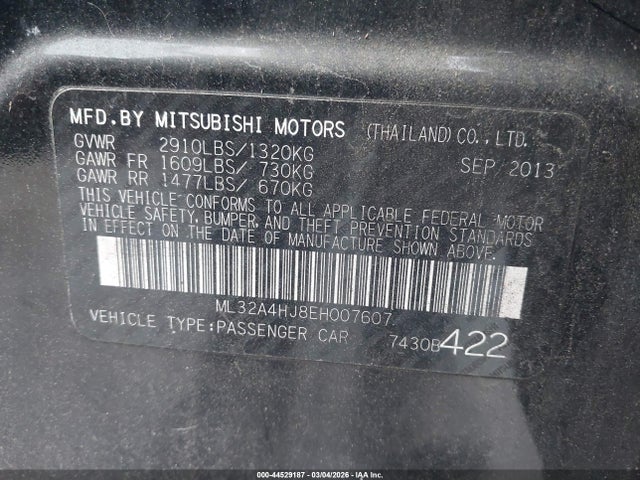 MFD.BY MITSUBISHI MOTORS (THAILAND) CO.,LTD.
GVWR 2910LBS/1320KG
SEP 2013
GAWR FR 1609LBS/ 730KG
GAWR RR 1477LBS/ 670KG
THIS VEHICLE CONFORMS TO ALL APPLICABLE FEDERAL MOTOR
VEHICLE SAFETY, BUMPER, AND THEFT PREVENTION STANDARDS
IN EFFECT ON THE DATE OF MANUFACTURE SHOWN ABOVE.
ML32A4HJ8EH007607
VEHICLE TYPE:PASSENGER CAR 7430B422
000-44529187 - 03/04/2026 - IAA Inc.